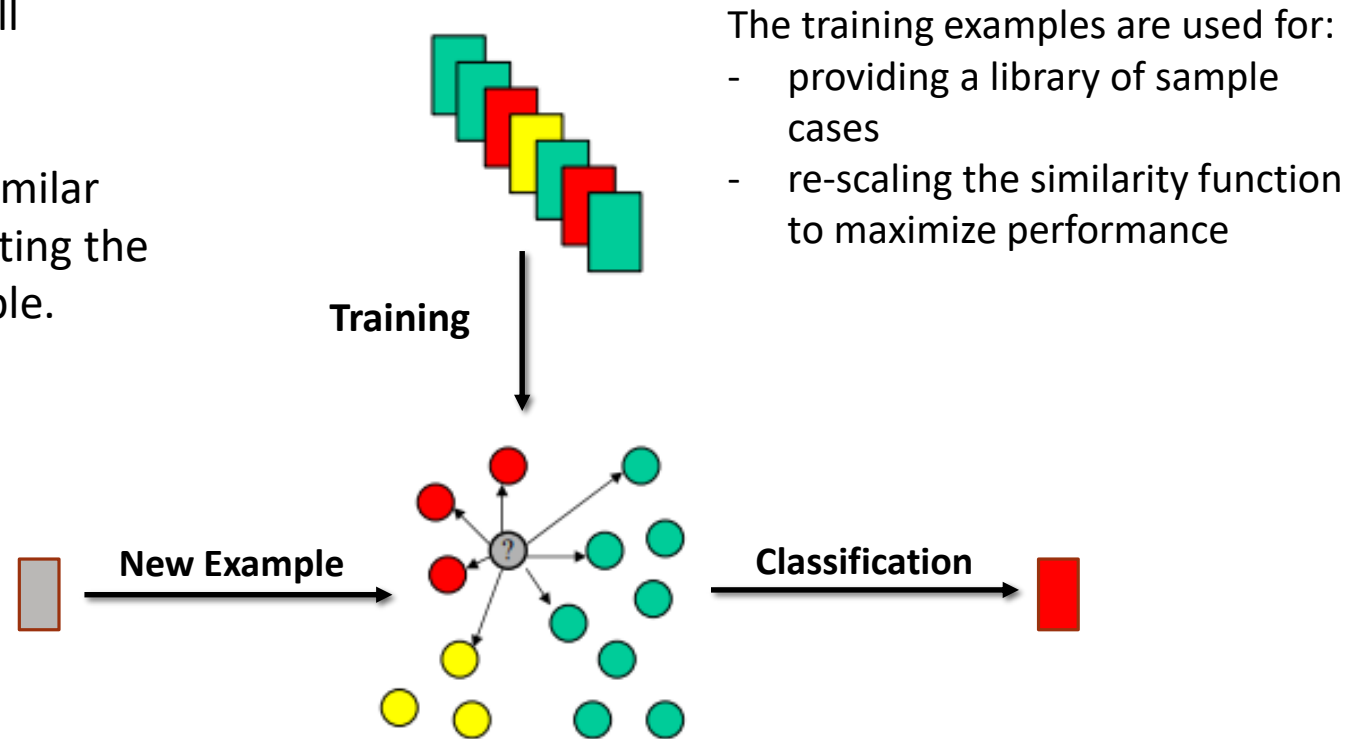 ll
milar
ting the
ple.
The training examples are used for:
- providing a library of sample
cases
- re-scaling the similarity function
to maximize performance
Training
?
New Example
Classification